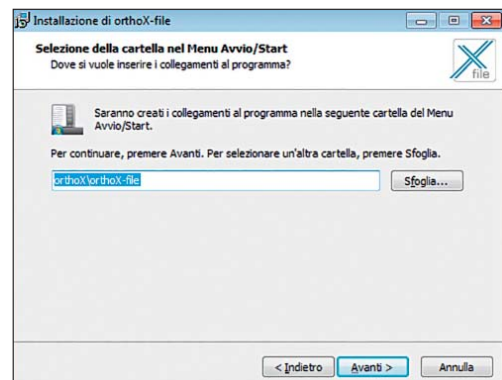 Installazione di orthoX-file
Selezione della cartella nel Menu Avvio/Start
Dove si vuole inserire i collegamenti al programma?
file
Saranno creati i collegamenti al programma nella seguente cartella del Menu
Avvio/Start.
Per continuare, premere Avanti. Per selezionare un'altra cartella, premere Sfoglia.
orthoX\orthoX-file
Sfoglia...
< Indietro
Avanti >
Annulla